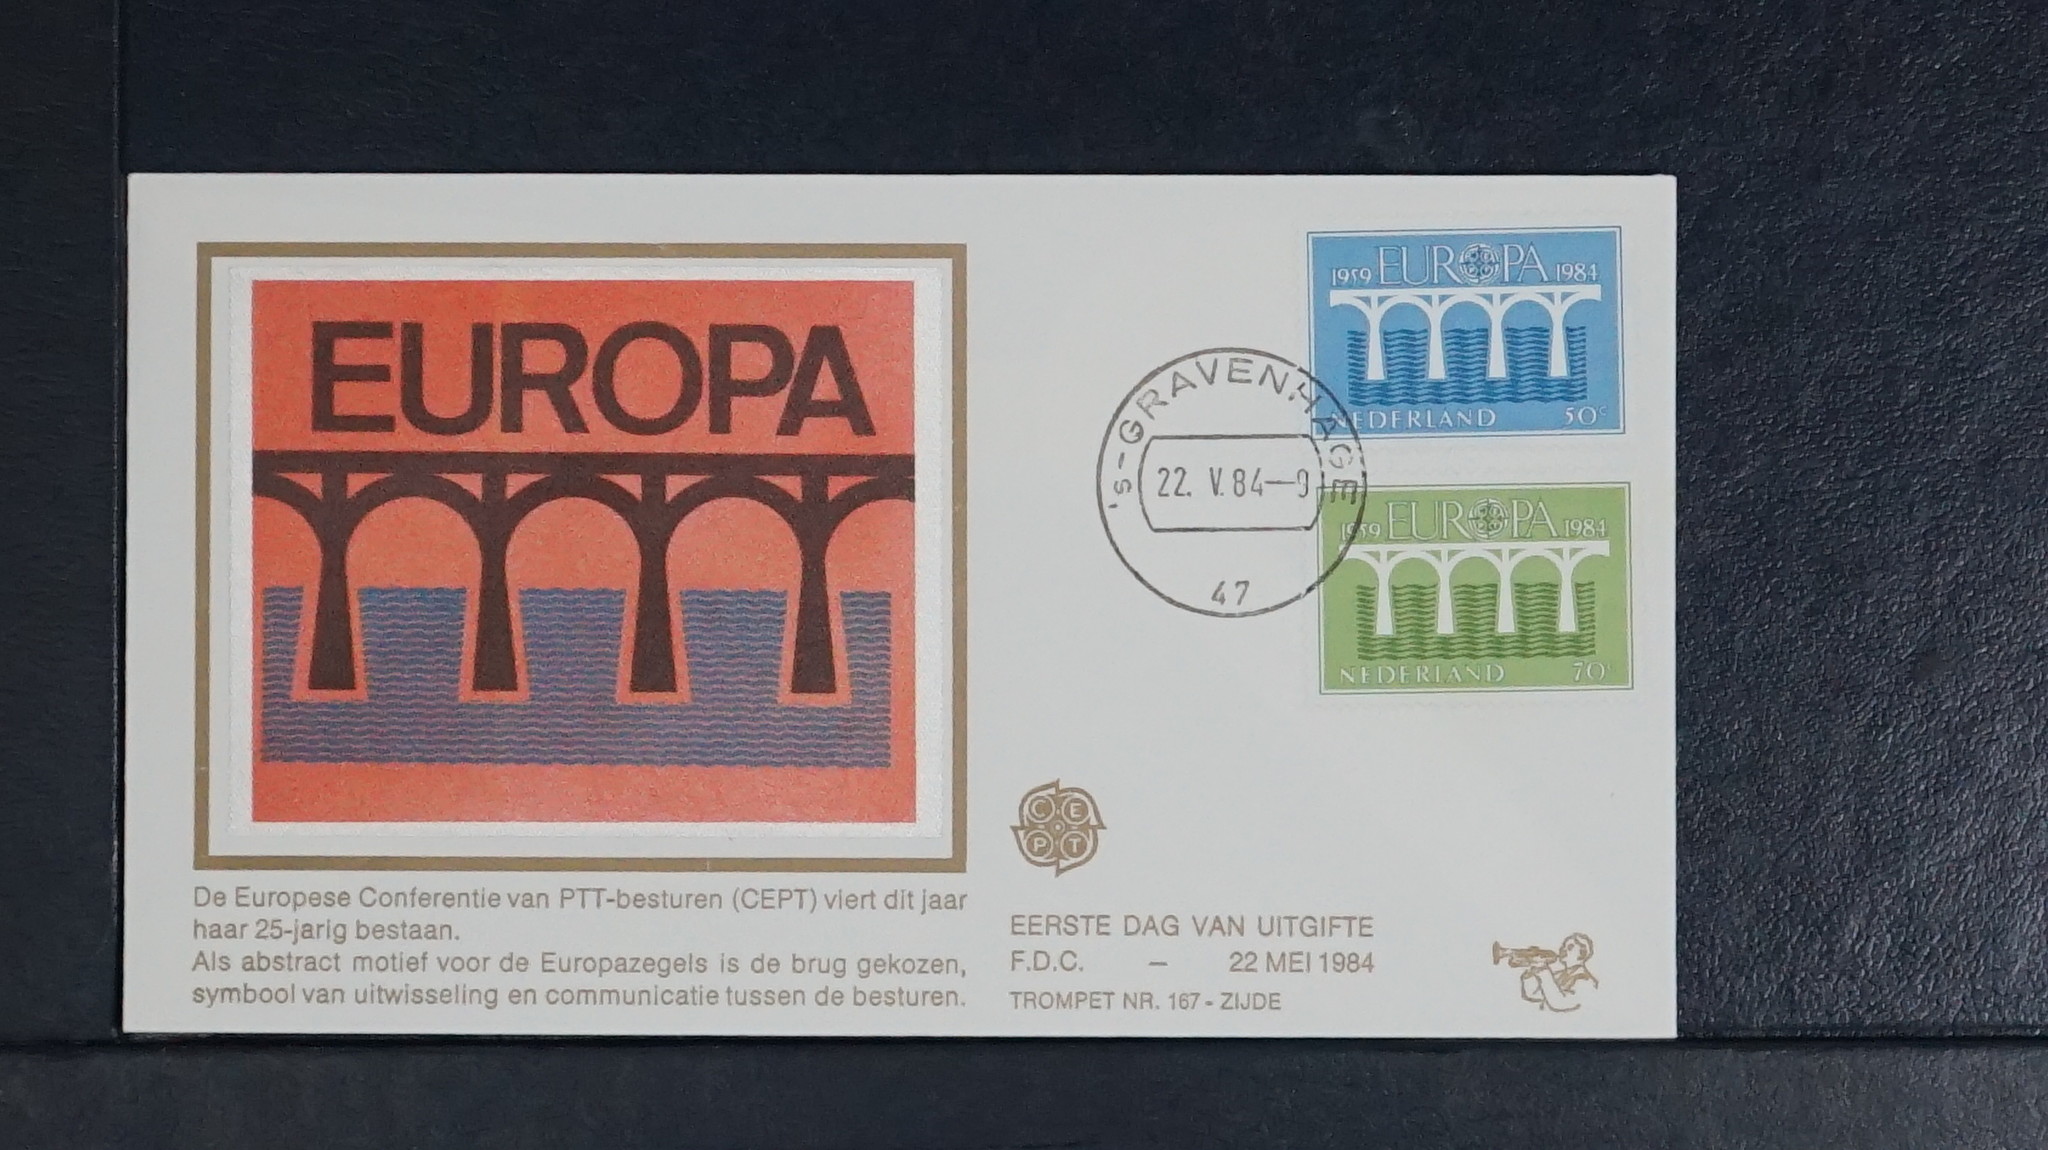 EUROPA
De Europese Conferentie van PTT-besturen (CEPT) viert dit jaar
haar 25-jarig bestaan.
Als abstract motief voor de Europazegels is de brug gekozen,
symbool van uitwisseling en communicatie tussen de besturen.
's-GRAVENHAGE
22. V. 84—9
47
1959 EUROPA 1984
NEDERLAND 50c
1959 EUROPA 1984
NEDERLAND 70c
C E
P T
EERSTE DAG VAN UITGIFTE
F.D.C. – 22 MEI 1984
TROMPET NR. 167 - ZIJDE